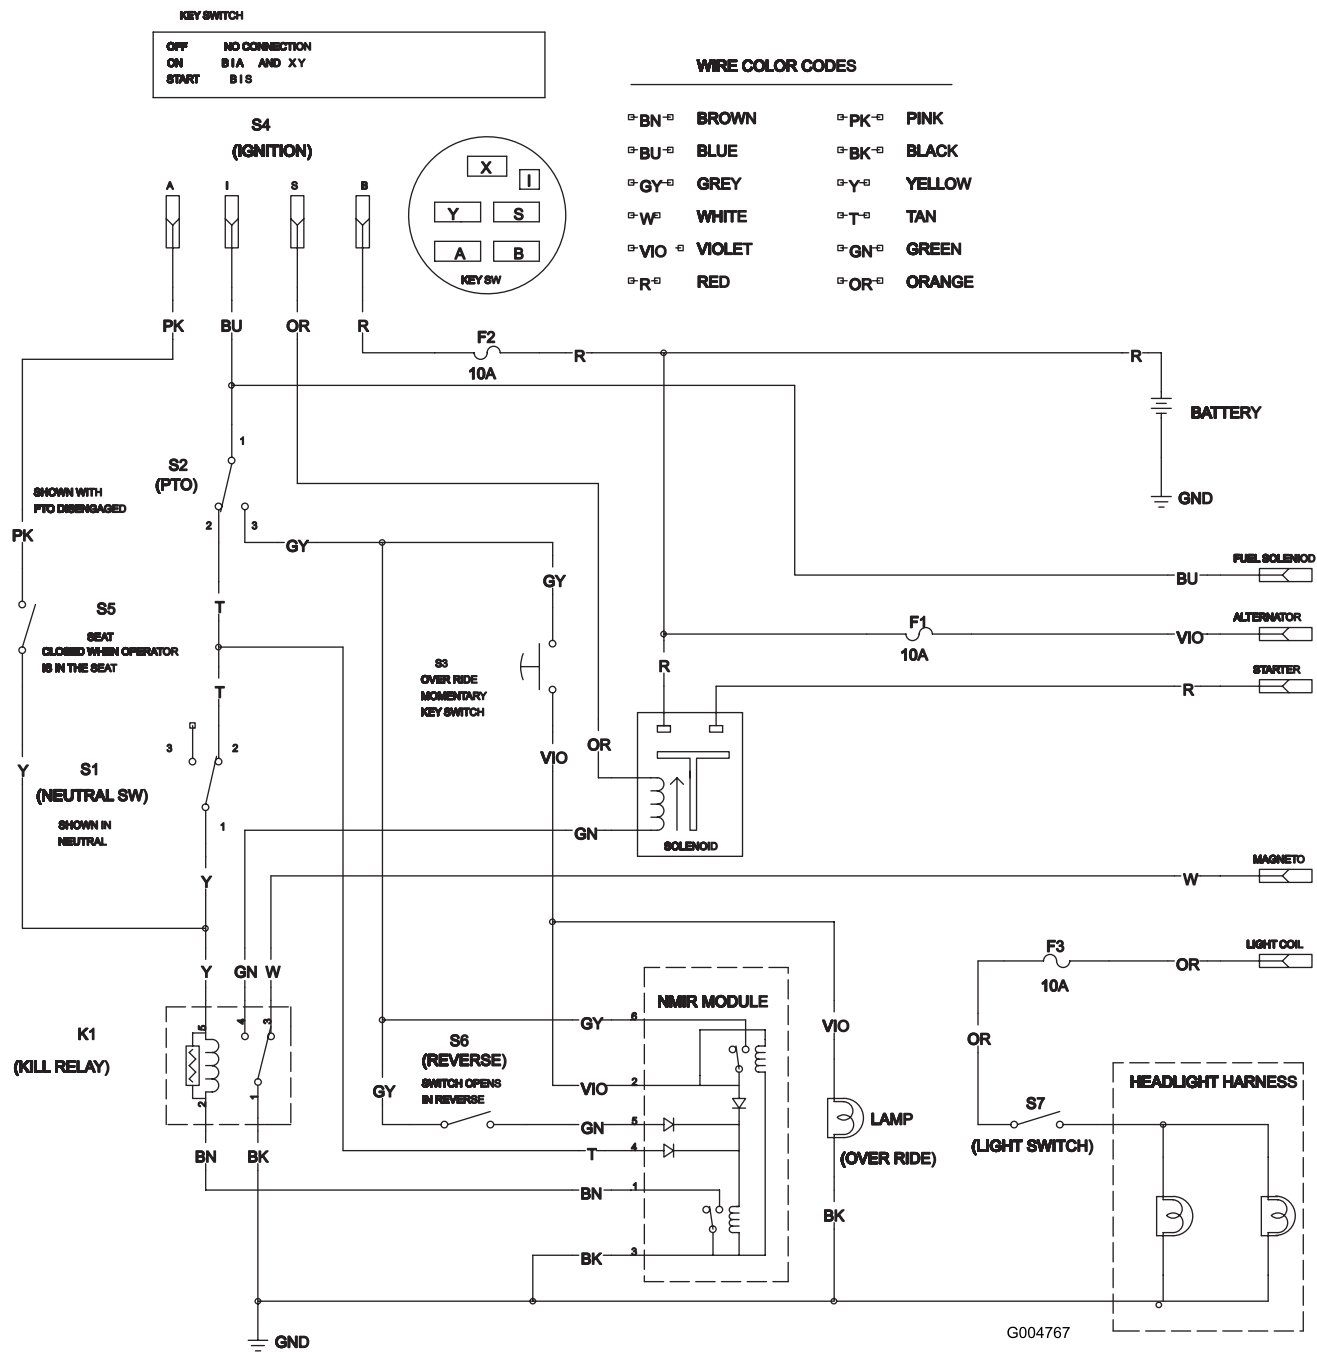 KEY SWITCH
OFF NO CONNECTION
ON B I A AND X Y
START B I S
WIRE COLOR CODES
BN BROWN PK PINK
BU BLUE BK BLACK
GY GREY Y YELLOW
W WHITE T TAN
VIO VIOLET GN GREEN
R RED OR ORANGE
S4
(IGNITION)
A I S B
X
I
Y S
A B
KEY SW
PK BU OR R
F2
10A
R
R
BATTERY
GND
1
S2
(PTO)
SHOWN WITH
PTO DISENGAGED
2 3
PK
GY
GY
FUEL SOLENIOD
BU
S5
SEAT
CLOSED WHEN OPERATOR
IS IN THE SEAT
T
F1
10A
ALTERNATOR
VIO
S3
OVER RIDE
MOMENTARY
KEY SWITCH
R
STARTER
R
T
3 2
OR
VIO
Y
S1
(NEUTRAL SW)
SHOWN IN
NEUTRAL
1
GN
SOLENOID
Y
MAGNETO
W
F3
10A
LIGHT COIL
OR
Y GN W
NMIR MODULE
K1
(KILL RELAY)
5 4 3
2 1
GY 6
S6
(REVERSE)
SWITCH OPENS
IN REVERSE
GY
VIO 2
GN 5
T 4
BN 1
BK 3
VIO
OR
HEADLIGHT HARNESS
S7
(LIGHT SWITCH)
LAMP
(OVER RIDE)
BN BK
BK
GND
G004767